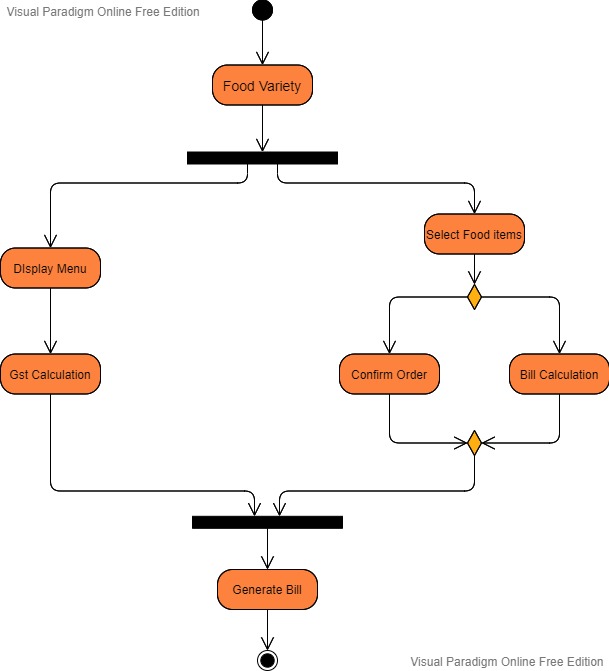 Visual Paradigm Online Free Edition
Food Variety
Select Food items
DIsplay Menu
Gst Calculation
Confirm Order
Bill Calculation
Generate Bill
Visual Paradigm Online Free Edition